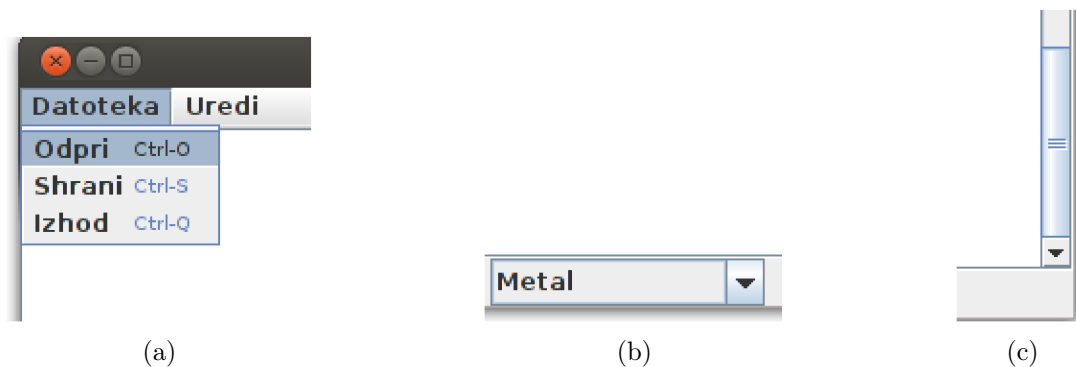 Datoteka Uredi
Odpri Ctrl-O
Shrani Ctrl-S
Izhod Ctrl-Q
Metal
(a) (b) (c)